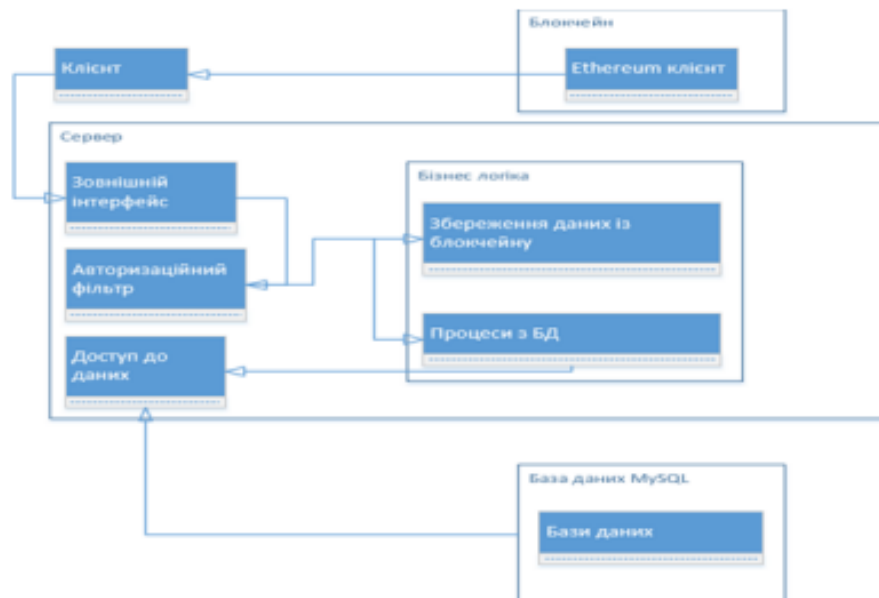 Блокчейн
Клієнт
Ethereum клієнт
Сервер
Зовнішній
інтерфейс
Бізнес логіка
Збереження даних із
блокчейну
Авторизаційний
фільтр
Процеси з БД
Доступ до
даних
База даних MySQL
Бази даних